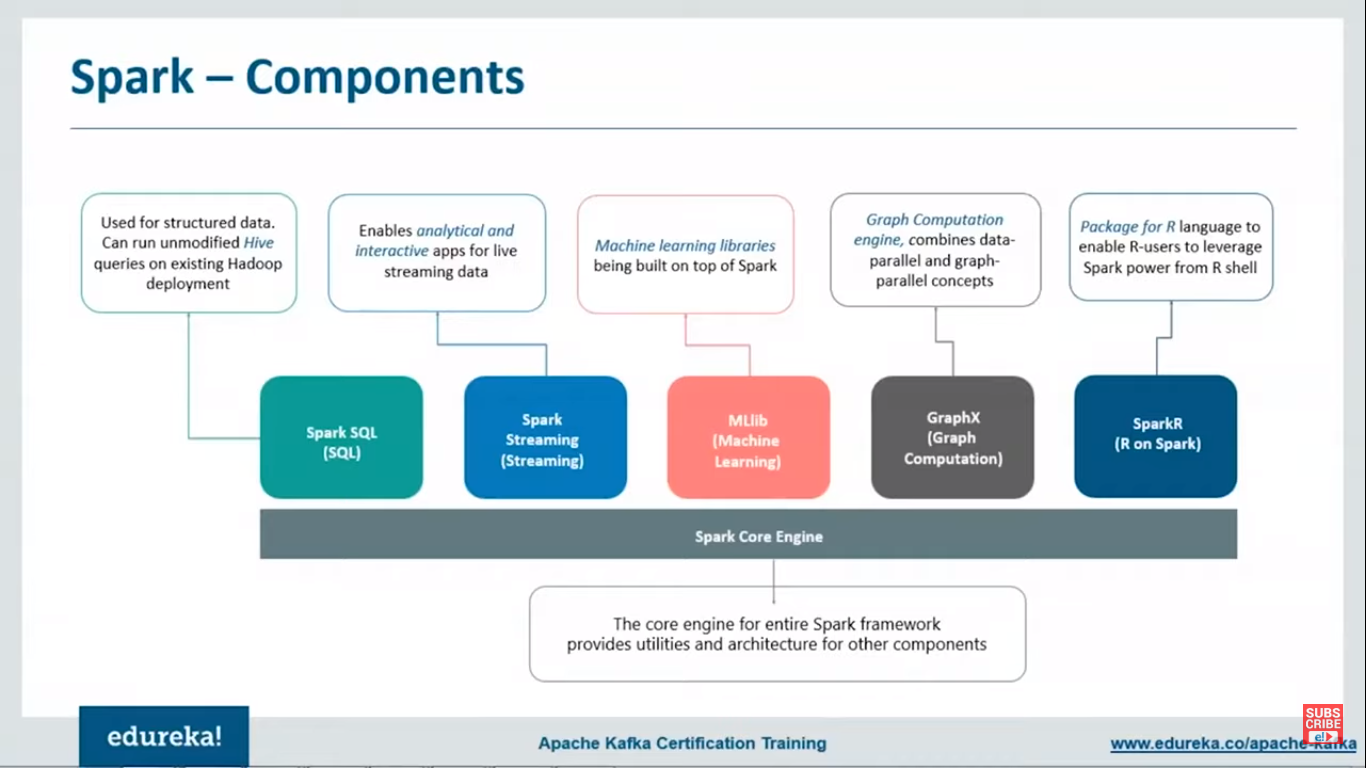 Spark – Components
Used for structured data.
Can run unmodified Hive
queries on existing Hadoop
deployment
Enables analytical and
interactive apps for live
streaming data
Machine learning libraries
being built on top of Spark
Graph Computation
engine, combines data-
parallel and graph-
parallel concepts
Package for R language to
enable R-users to leverage
Spark power from R shell
Spark SQL
(SQL)
Spark
Streaming
(Streaming)
MLlib
(Machine
Learning)
GraphX
(Graph
Computation)
SparkR
(R on Spark)
Spark Core Engine
The core engine for entire Spark framework
provides utilities and architecture for other components
edureka!
Apache Kafka Certification Training
www.edureka.co/apache-kafka
SUBS
CRIBE
e!